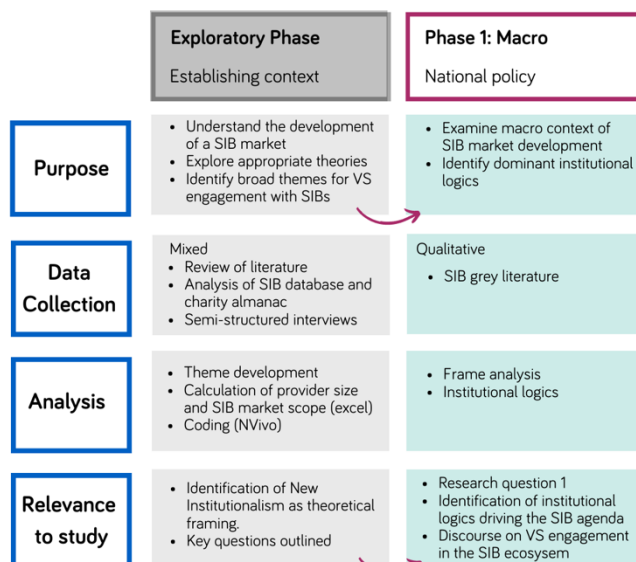 Exploratory Phase
Establishing context
Phase 1: Macro
National policy
Purpose
• Understand the development
of a SIB market
• Explore appropriate theories
• Identify broad themes for VS
engagement with SIBs
• Examine macro context of
SIB market development
• Identify dominant institutional
logics
Data
Collection
Mixed
• Review of literature
• Analysis of SIB database and
charity almanac
• Semi-structured interviews
Qualitative
• SIB grey literature
Analysis
• Theme development
• Calculation of provider size
and SIB market scope (excel)
• Coding (NVivo)
• Frame analysis
• Institutional logics
Relevance
to study
• Identification of New
Institutionalism as theoretical
framing.
• Key questions outlined
• Research question 1
• Identification of institutional
logics driving the SIB agenda
• Discourse on VS engagement
in the SIB ecosysem